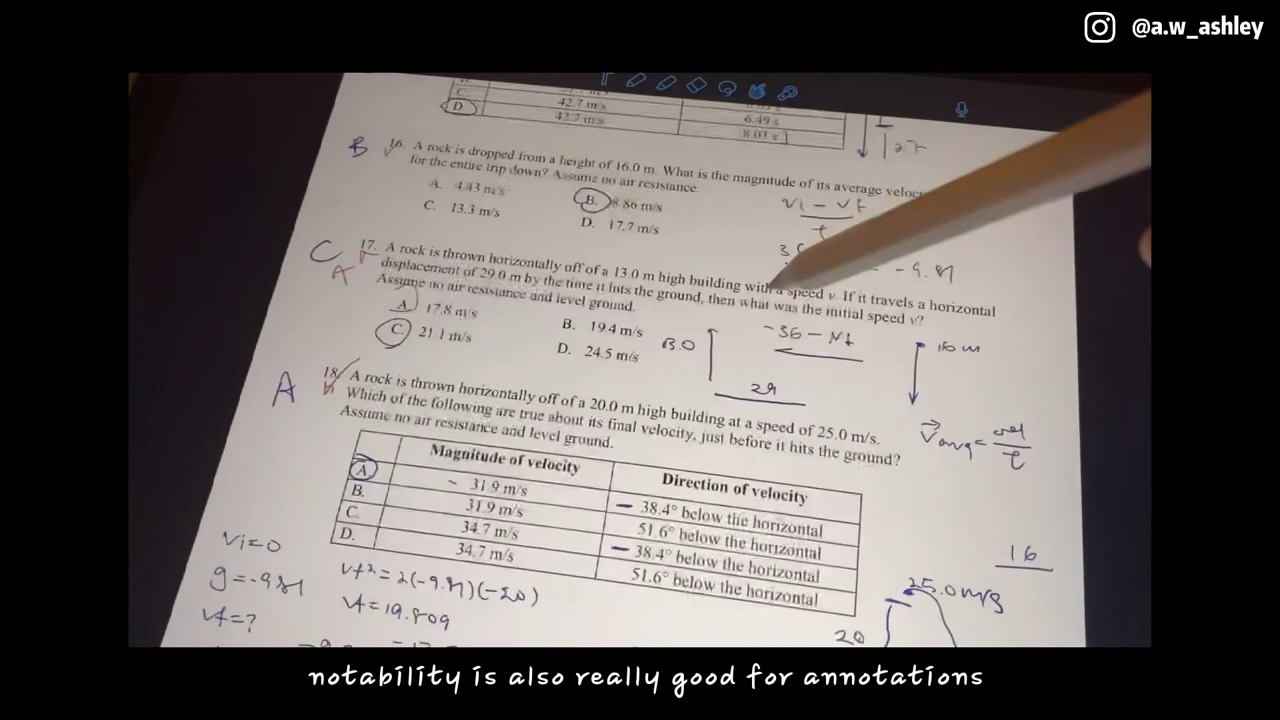 @a.w_ashley
C.
D. 42.7 m/s 6.49 s
42.7 m/s 8.03 s
27
B 16. A rock is dropped from a height of 16.0 m. What is the magnitude of its average
for the entire trip down? Assume no air resistance.
A. 4.43 m/s B. 8.86 m/s
C. 13.3 m/s D. 17.7 m/s
vi - vf
t
- 9.81
C 17. A rock is thrown horizontally off of a 13.0 m high building with a speed v. If it travels a horizontal
A displacement of 29.0 m by the time it hits the ground, then what was the initial speed v?
Assume no air resistance and level ground.
A. 17.8 m/s B. 19.4 m/s
C. 21.1 m/s D. 24.5 m/s
13.0
29
16 m
A 18. A rock is thrown horizontally off of a 20.0 m high building at a speed of 25.0 m/s.
Which of the following are true about its final velocity, just before it hits the ground?
Assume no air resistance and level ground.
Magnitude of velocity Direction of velocity
A. ~ 31.9 m/s - 38.4° below the horizontal
B. 31.9 m/s 51.6° below the horizontal
C. 34.7 m/s - 38.4° below the horizontal
D. 34.7 m/s 51.6° below the horizontal
16
vi=0
g=-9.81
vf=?
vf²=2(-9.81)(-20)
vf=19.809
25.0m/s
20
notability is also really good for annotations